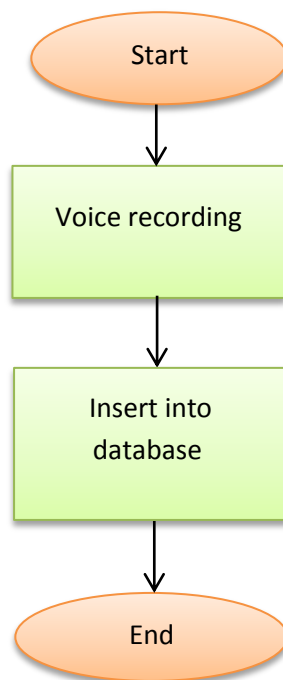 Start
Voice recording
Insert into
database
End